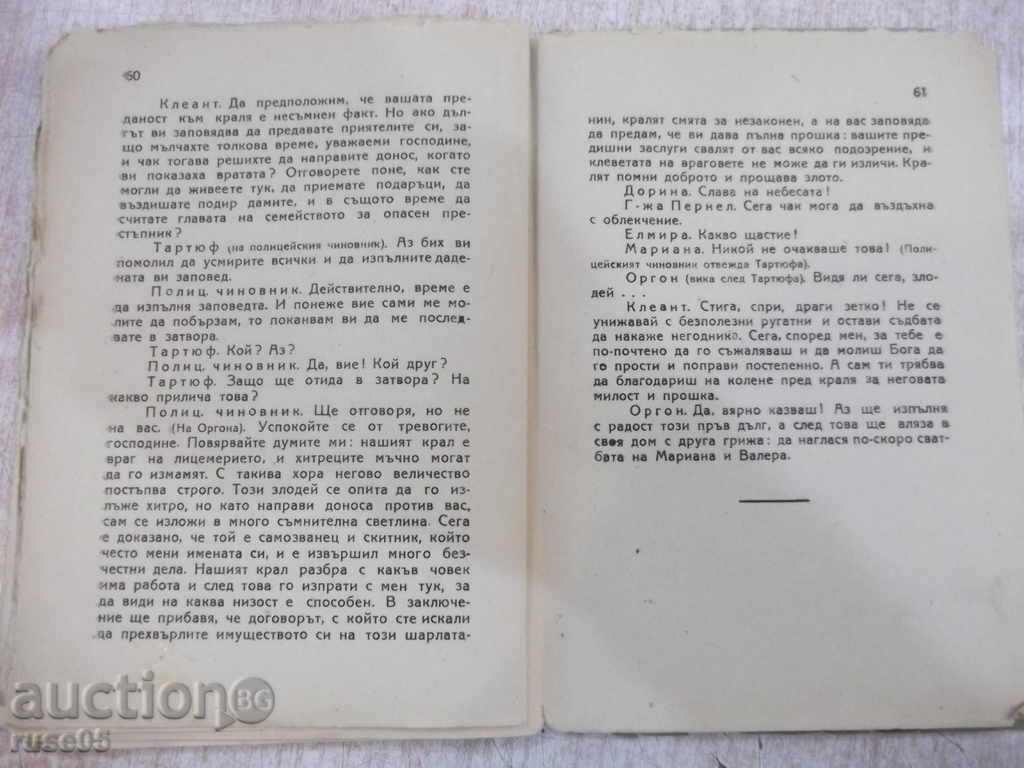 60
Клеант. Да предположим, че вашата пре-
даност към краля е несъмнен факт. Но ако дъл-
гът ви заповядва да предавате приятелите си, за-
що мълчахте толкова време, уважаеми господине,
и чак тогава решихте да направите донос, когато
ви показаха вратата? Отговорете поне, как сте
могли да живеете тук, да приемате подаръци, да
въздишате подир дамите, и в същото време да
считате главата на семейството за опасен пре-
стъпник?
Тартюф (на полицейския чиновник). Аз бих ви
помолил да усмирите всички и да изпълните даде-
ната ви заповед.
Полиц. чиновник. Действително, време е
да изпълня заповедта. И понеже вие сами ме мо-
лите да побързам, то поканвам ви да ме послед-
вате в затвора.
Тартюф. Кой? Аз?
Полиц. чиновник. Да, вие! Кой друг?
Тартюф. Защо ще отида в затвора? На
какво прилича това?
Полиц. чиновник. Ще отговоря, но не
на вас. (На Оргона). Успокойте се от тревогите,
господине. Повярвайте думите ми: нашият крал е
враг на лицемерието, и хитреците мъчно могат
да го измамят. С такива хора негово величество
постъпва строго. Този злодей се опита да го из-
лъже хитро, но като направи доноса против вас,
сам се изложи в много съмнителна светлина. Сега
е доказано, че той е самозванец и скитник, който
често мени имената си, и е извършил много без-
честни дела. Нашият крал разбра с какъв човек
има работа и след това го изпрати с мен тук, за
да види на каква низост е способен. В заключе-
ние ще прибавя, че договорът, с който сте искали
да прехвърлите имуществото си на този шарлата-
61
нин, кралят смята за незаконен, а на вас заповяда
да предам, че ви дава пълна прошка: вашите пре-
дишни заслуги свалят от вас всяко подозрение, и
клеветата на враговете не може да ги изличи. Кра-
лят помни доброто и прощава злото.
Дорина. Слава на небесата!
Г-жа Пернел. Сега чак мога да въздъхна
с облекчение.
Елмира. Какво щастие!
Мариана. Никой не очакваше това! (Поли-
цейският чиновник отвежда Тартюфа).
Оргон (вика след Тартюфа). Видя ли сега, зло-
дей . . .
Клеант. Стига, спри, драги зетко! Не се
унижавай с безполезни ругатни и остави съдбата
да накаже негодника. Сега, според мен, за тебе е
по-почтено да го съжаляваш и да молиш Бога да
го прости и поправи постепенно. А сам ти трябва
да благодариш на колене пред краля за неговата
милост и прошка.
Оргон. Да, вярно казваш! Аз ще изпълня
с радост този пръв дълг, а след това ще вляза в
своя дом с друга грижа: да наглася по-скоро сват-
бата на Мариана и Валера.
auction BG
ruse05